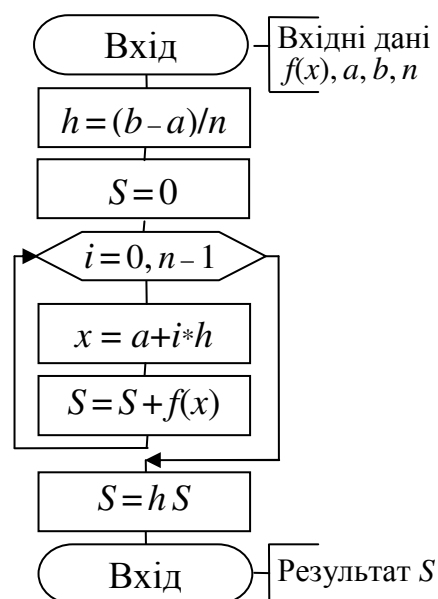 Вхід
Вхідні дані
f(x), a, b, n
h = (b – a)/n
S = 0
i = 0, n – 1
x = a+i*h
S = S + f(x)
S = h S
Вхід
Результат S